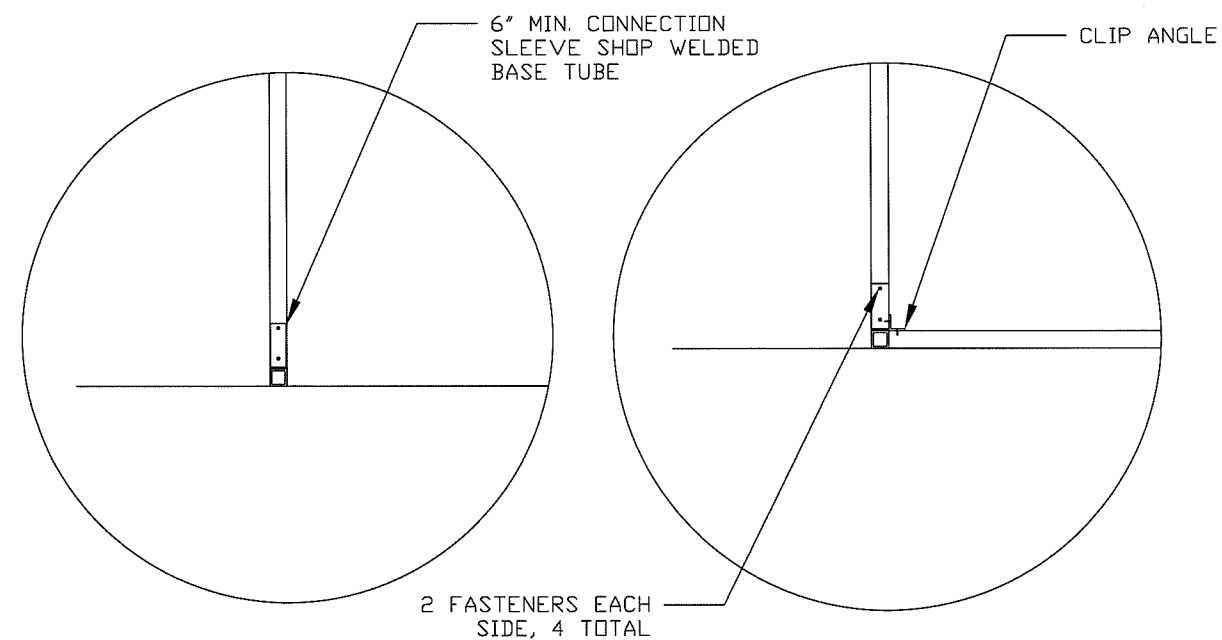 6" MIN. CONNECTION
SLEEVE SHOP WELDED
BASE TUBE
CLIP ANGLE
2 FASTENERS EACH
SIDE, 4 TOTAL